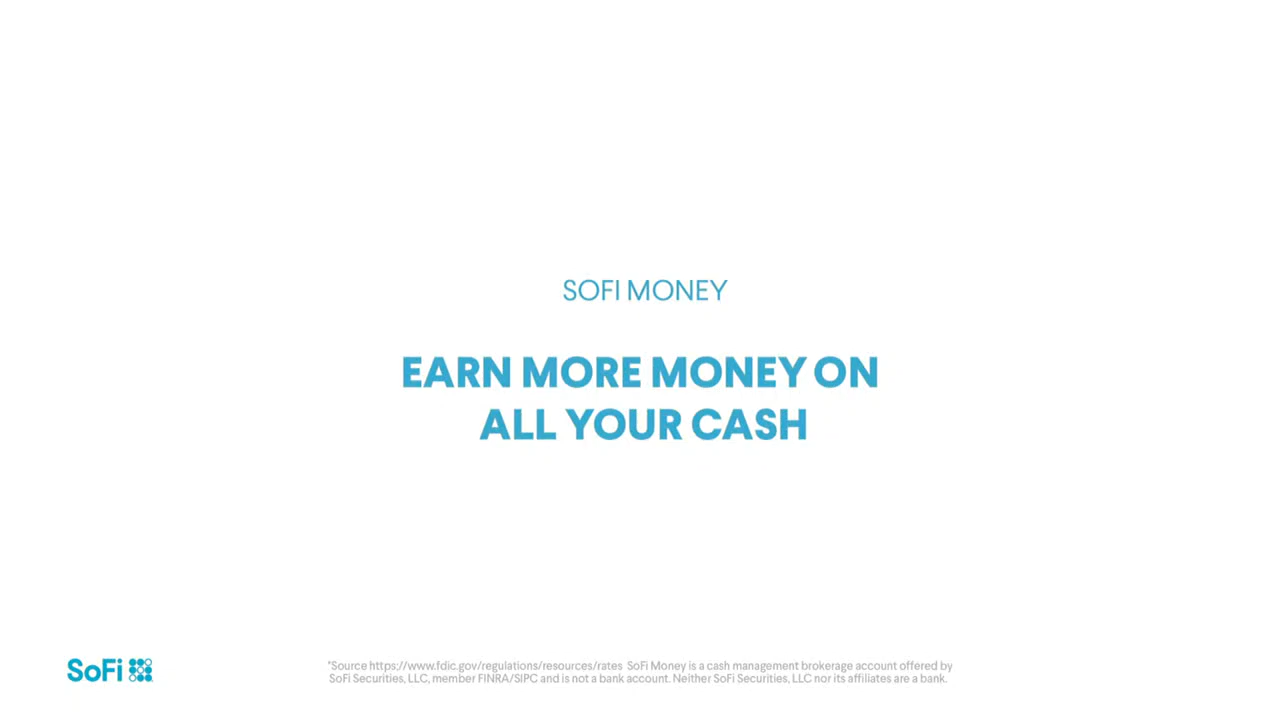 SOFI MONEY
EARN MORE MONEY ON
ALL YOUR CASH
SoFi
*Source https://www.fdic.gov/regulations/resources/rates SoFi Money is a cash management brokerage account offered by
SoFi Securities, LLC, member FINRA/SIPC and is not a bank account. Neither SoFi Securities, LLC nor its affiliates are a bank.